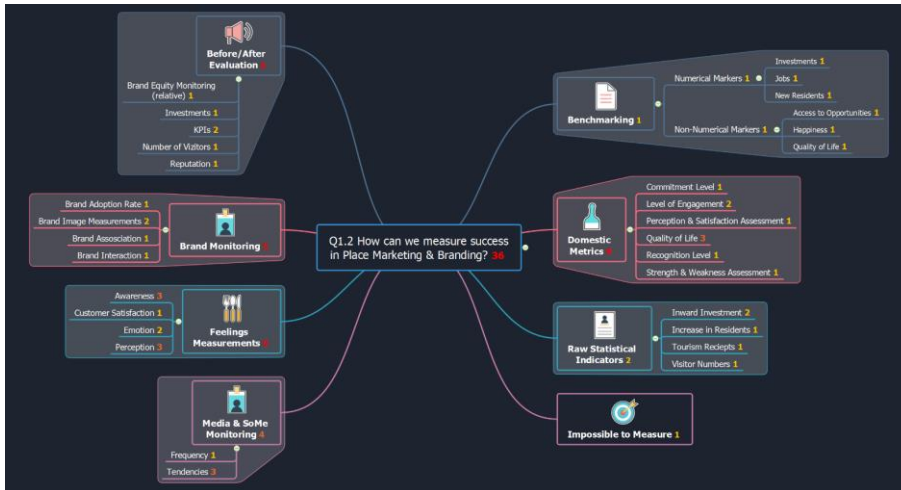 Q1.2 How can we measure success
in Place Marketing & Branding? 36
Before/After
Evaluation
Brand Equity Monitoring
(relative) 1
Investments 1
KPIs 2
Number of Vizitors 1
Reputation 1
Brand Monitoring
Brand Adoption Rate 1
Brand Image Measurements 2
Brand Assosciation 1
Brand Interaction 1
Feelings
Measurements
Awareness 3
Customer Satisfaction 1
Emotion 2
Perception 3
Media & SoMe
Monitoring 4
Frequency 1
Tendencies 3
Benchmarking 1
Numerical Markers 1
Investments 1
Jobs 1
New Residents 1
Non-Numerical Markers 1
Access to Opportunities 1
Happiness 1
Quality of Life 1
Domestic
Metrics
Commitment Level 1
Level of Engagement 2
Perception & Satisfaction Assessment 1
Quality of Life 3
Recognition Level 1
Strength & Weakness Assessment 1
Raw Statistical
Indicators 2
Inward Investment 2
Increase in Residents 1
Tourism Reciepts 1
Visitor Numbers 1
Impossible to Measure 1